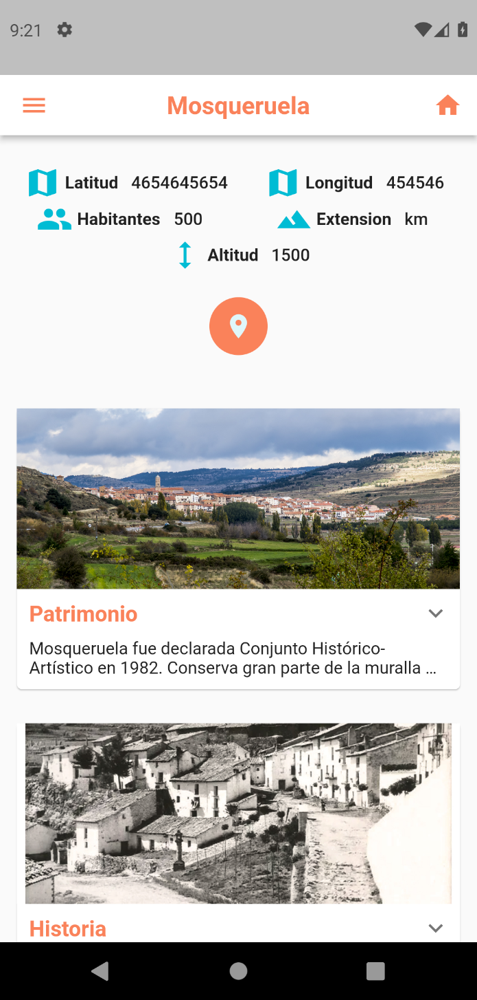 9:21
Mosqueruela
Latitud 4654645654 Longitud 454546
Habitantes 500 Extension km
Altitud 1500
Patrimonio
Mosqueruela fue declarada Conjunto Histórico-
Artístico en 1982. Conserva gran parte de la muralla …
Historia